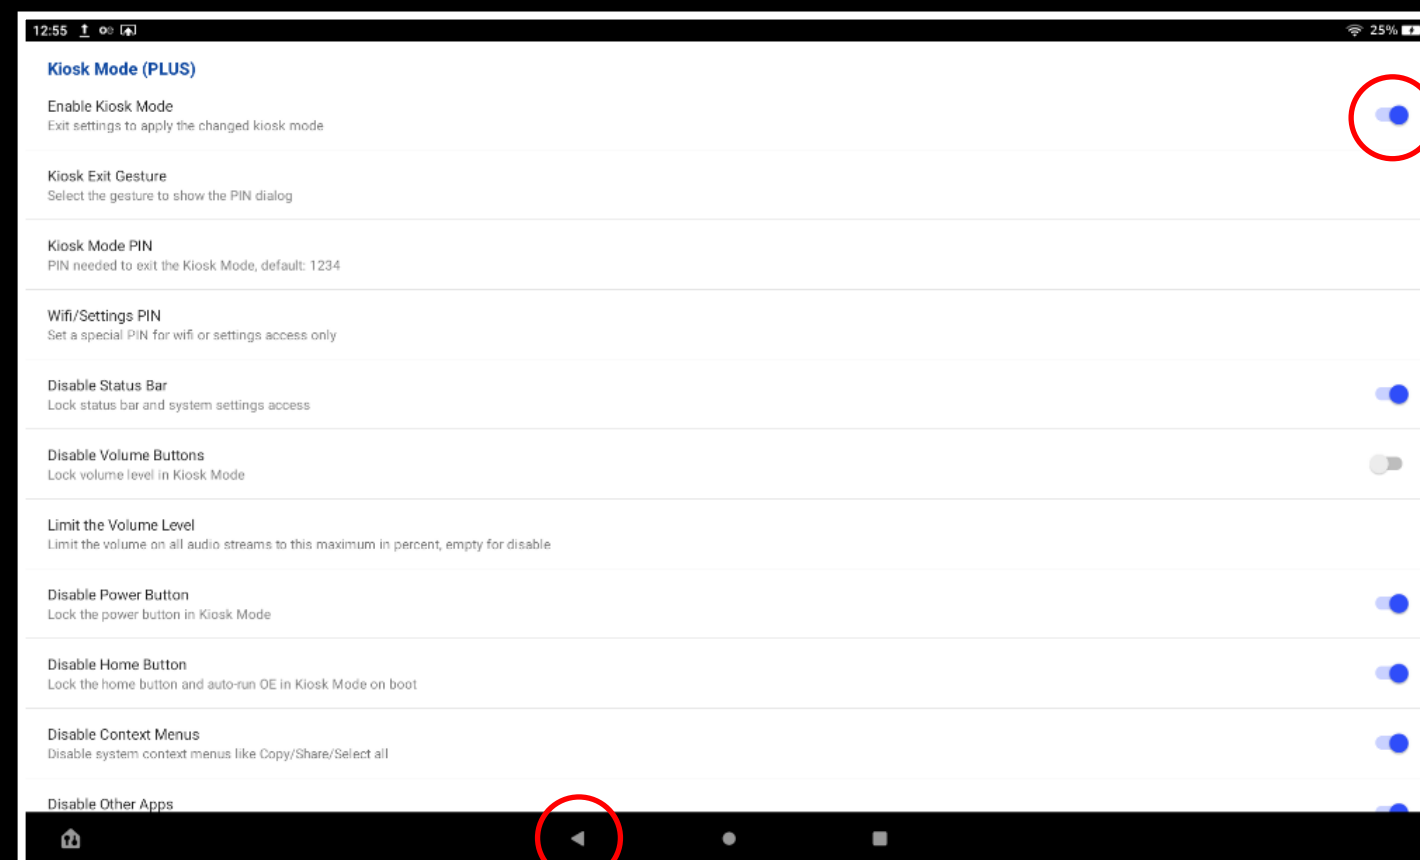 12:55
25%
Kiosk Mode (PLUS)
Enable Kiosk Mode
Exit settings to apply the changed kiosk mode
Kiosk Exit Gesture
Select the gesture to show the PIN dialog
Kiosk Mode PIN
PIN needed to exit the Kiosk Mode, default: 1234
Wifi/Settings PIN
Set a special PIN for wifi or settings access only
Disable Status Bar
Lock status bar and system settings access
Disable Volume Buttons
Lock volume level in Kiosk Mode
Limit the Volume Level
Limit the volume on all audio streams to this maximum in percent, empty for disable
Disable Power Button
Lock the power button in Kiosk Mode
Disable Home Button
Lock the home button and auto-run OE in Kiosk Mode on boot
Disable Context Menus
Disable system context menus like Copy/Share/Select all
Disable Other Apps